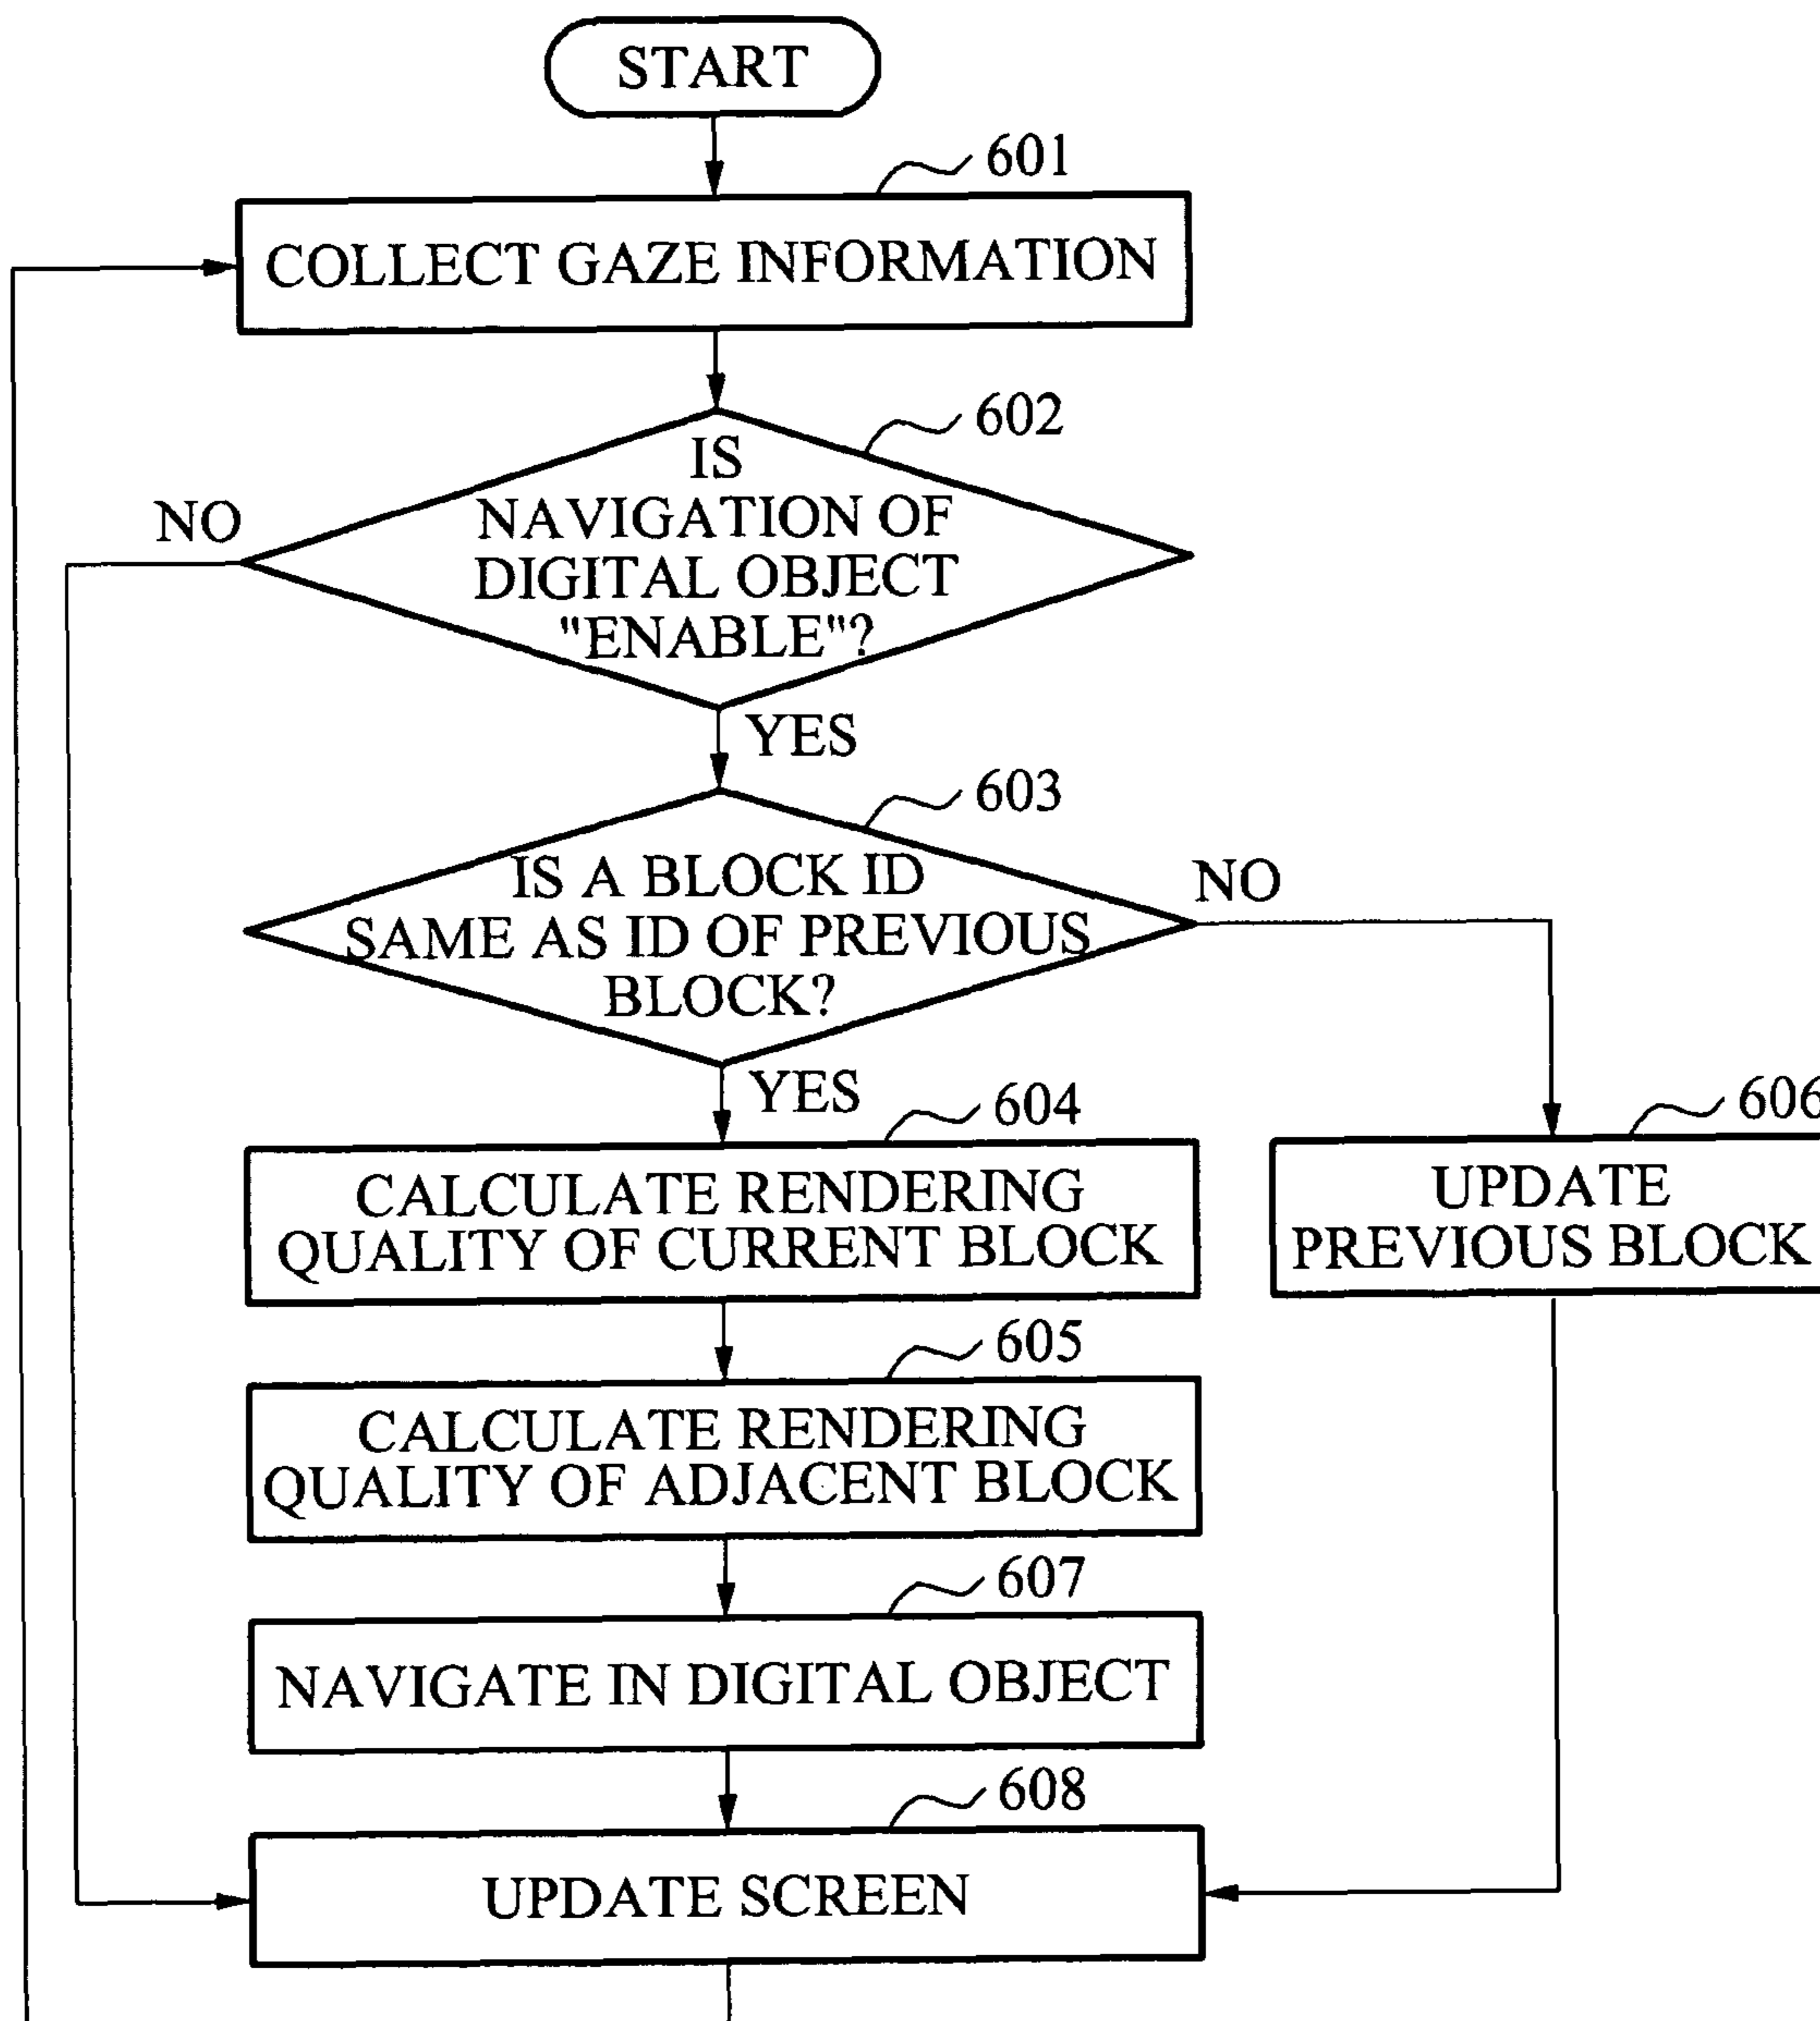 START
601
COLLECT GAZE INFORMATION
602
IS
NAVIGATION OF
DIGITAL OBJECT
"ENABLE"?
NO
YES
603
IS A BLOCK ID
SAME AS ID OF PREVIOUS
BLOCK?
NO
YES
604
CALCULATE RENDERING
QUALITY OF CURRENT BLOCK
606
UPDATE
PREVIOUS BLOCK
605
CALCULATE RENDERING
QUALITY OF ADJACENT BLOCK
607
NAVIGATE IN DIGITAL OBJECT
608
UPDATE SCREEN